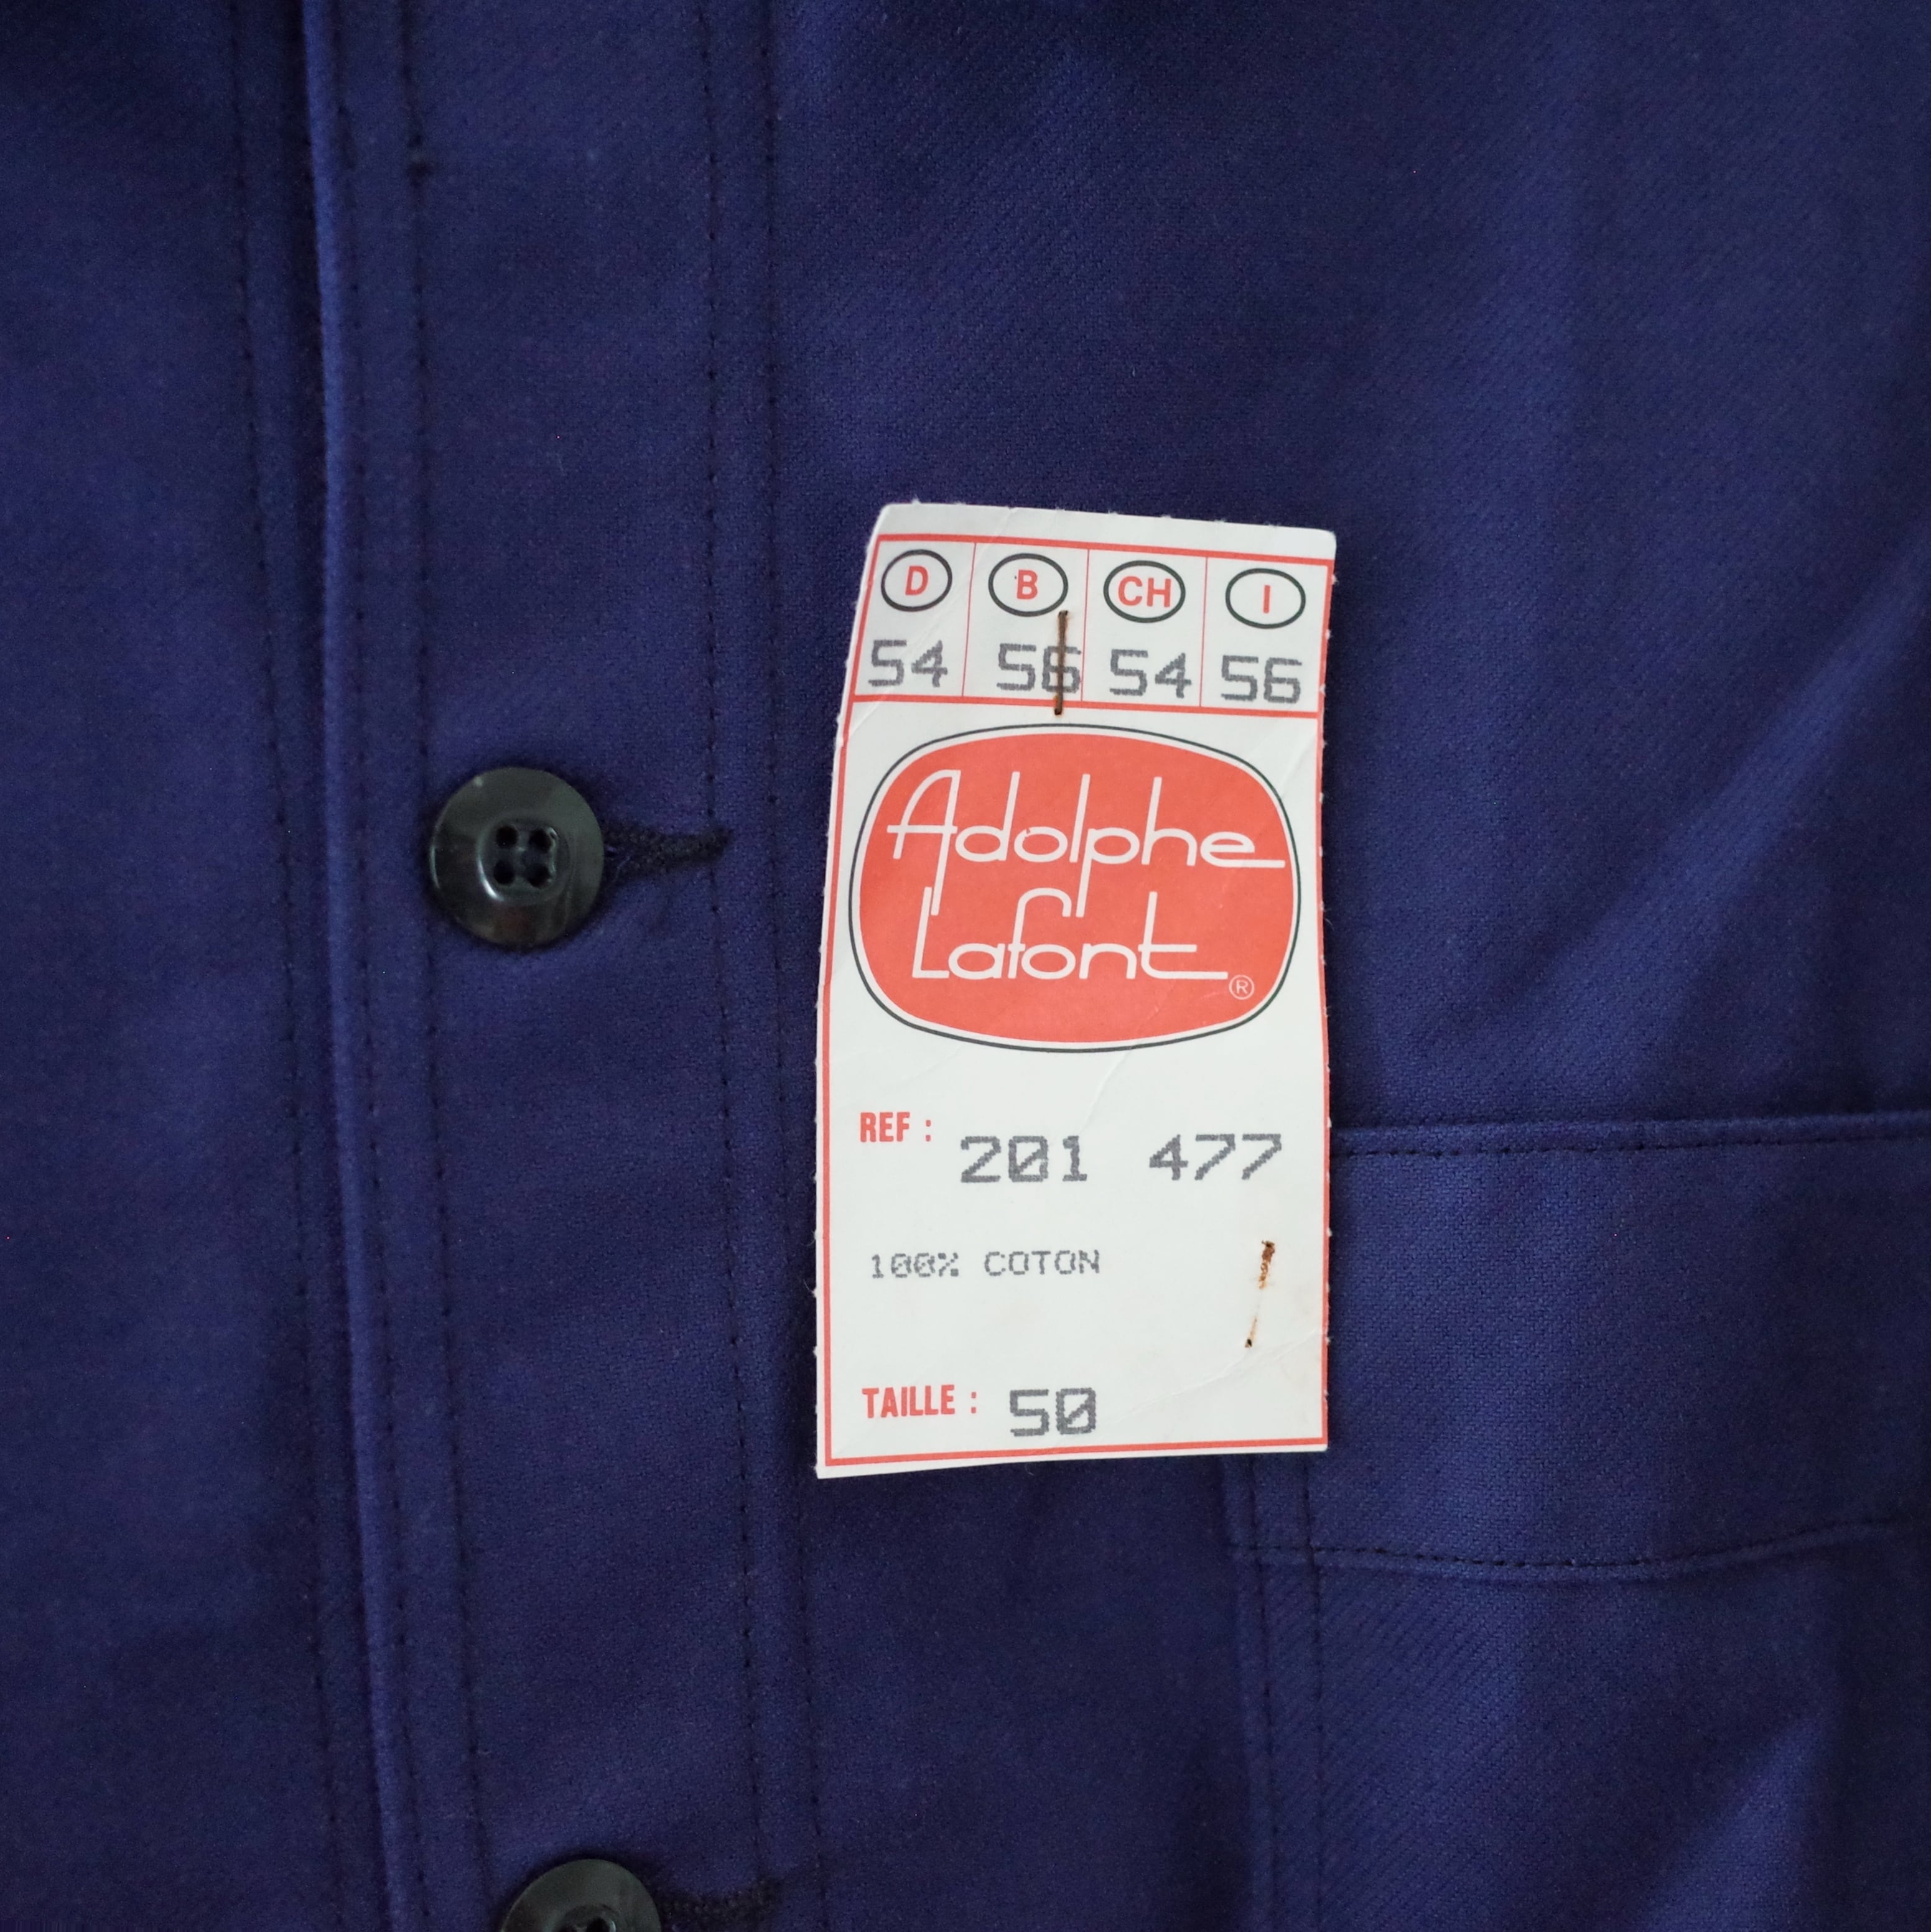 D B CH I
54 56 54 56
Adolphe
Lafont ®
REF : 201 477
100% COTON
TAILLE : 50